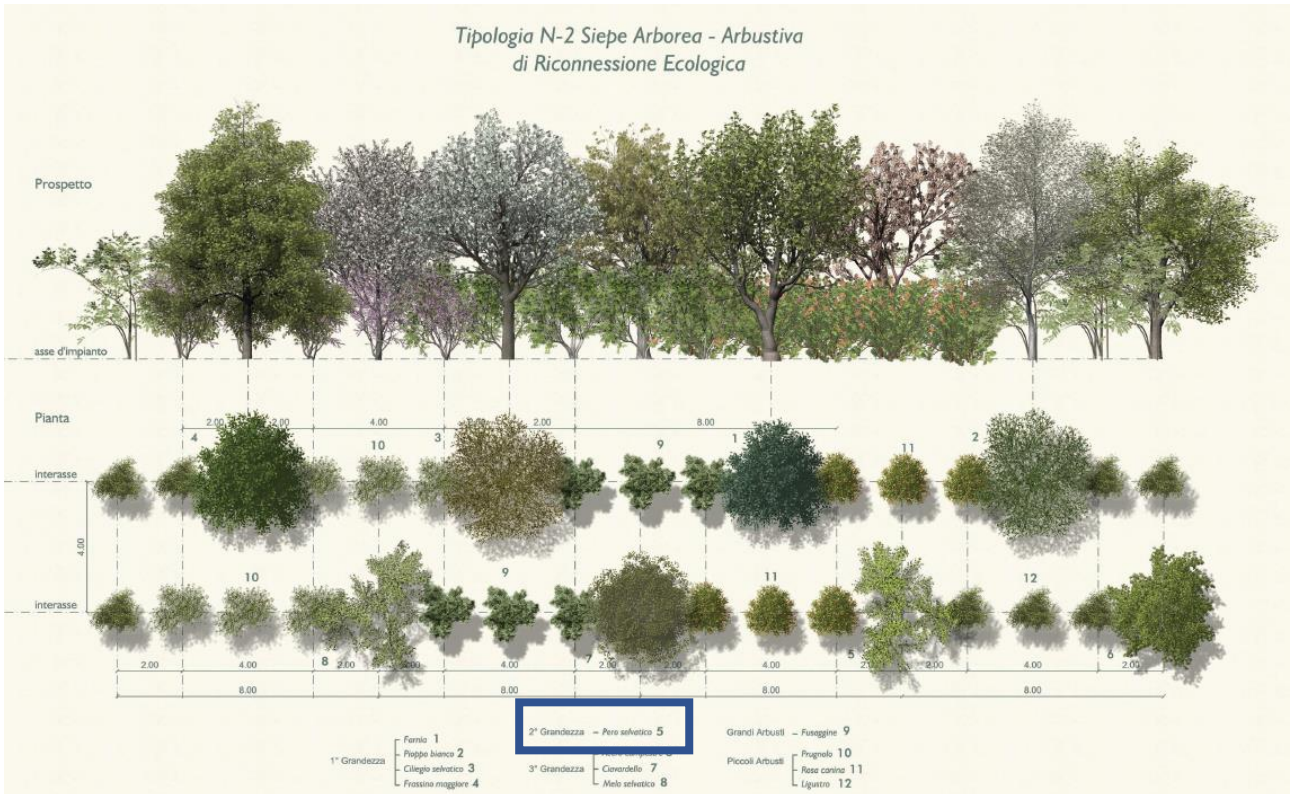 Tipologia N-2 Siepe Arborea - Arbustiva
di Riconnessione Ecologica
Prospetto
asse d'impianto
Pianta
2.00 2.00 4.00 2.00 8.00
4 10 3 9 1 11 2
interasse
4.00
10 9 11 12
interasse
8 7 5 6
2.00 4.00 2.00 2.00 4.00 2.00 2.00 4.00 2.00 2.00 4.00 2.00
8.00 8.00 8.00 8.00
1° Grandezza
Farnia 1
Pioppo bianco 2
Ciliegio selvatico 3
Frassino maggiore 4
2° Grandezza – Pero selvatico 5
3° Grandezza
Ciavardello 7
Melo selvatico 8
Grandi Arbusti – Fusaggine 9
Piccoli Arbusti
Prugnolo 10
Rosa canina 11
Ligustro 12